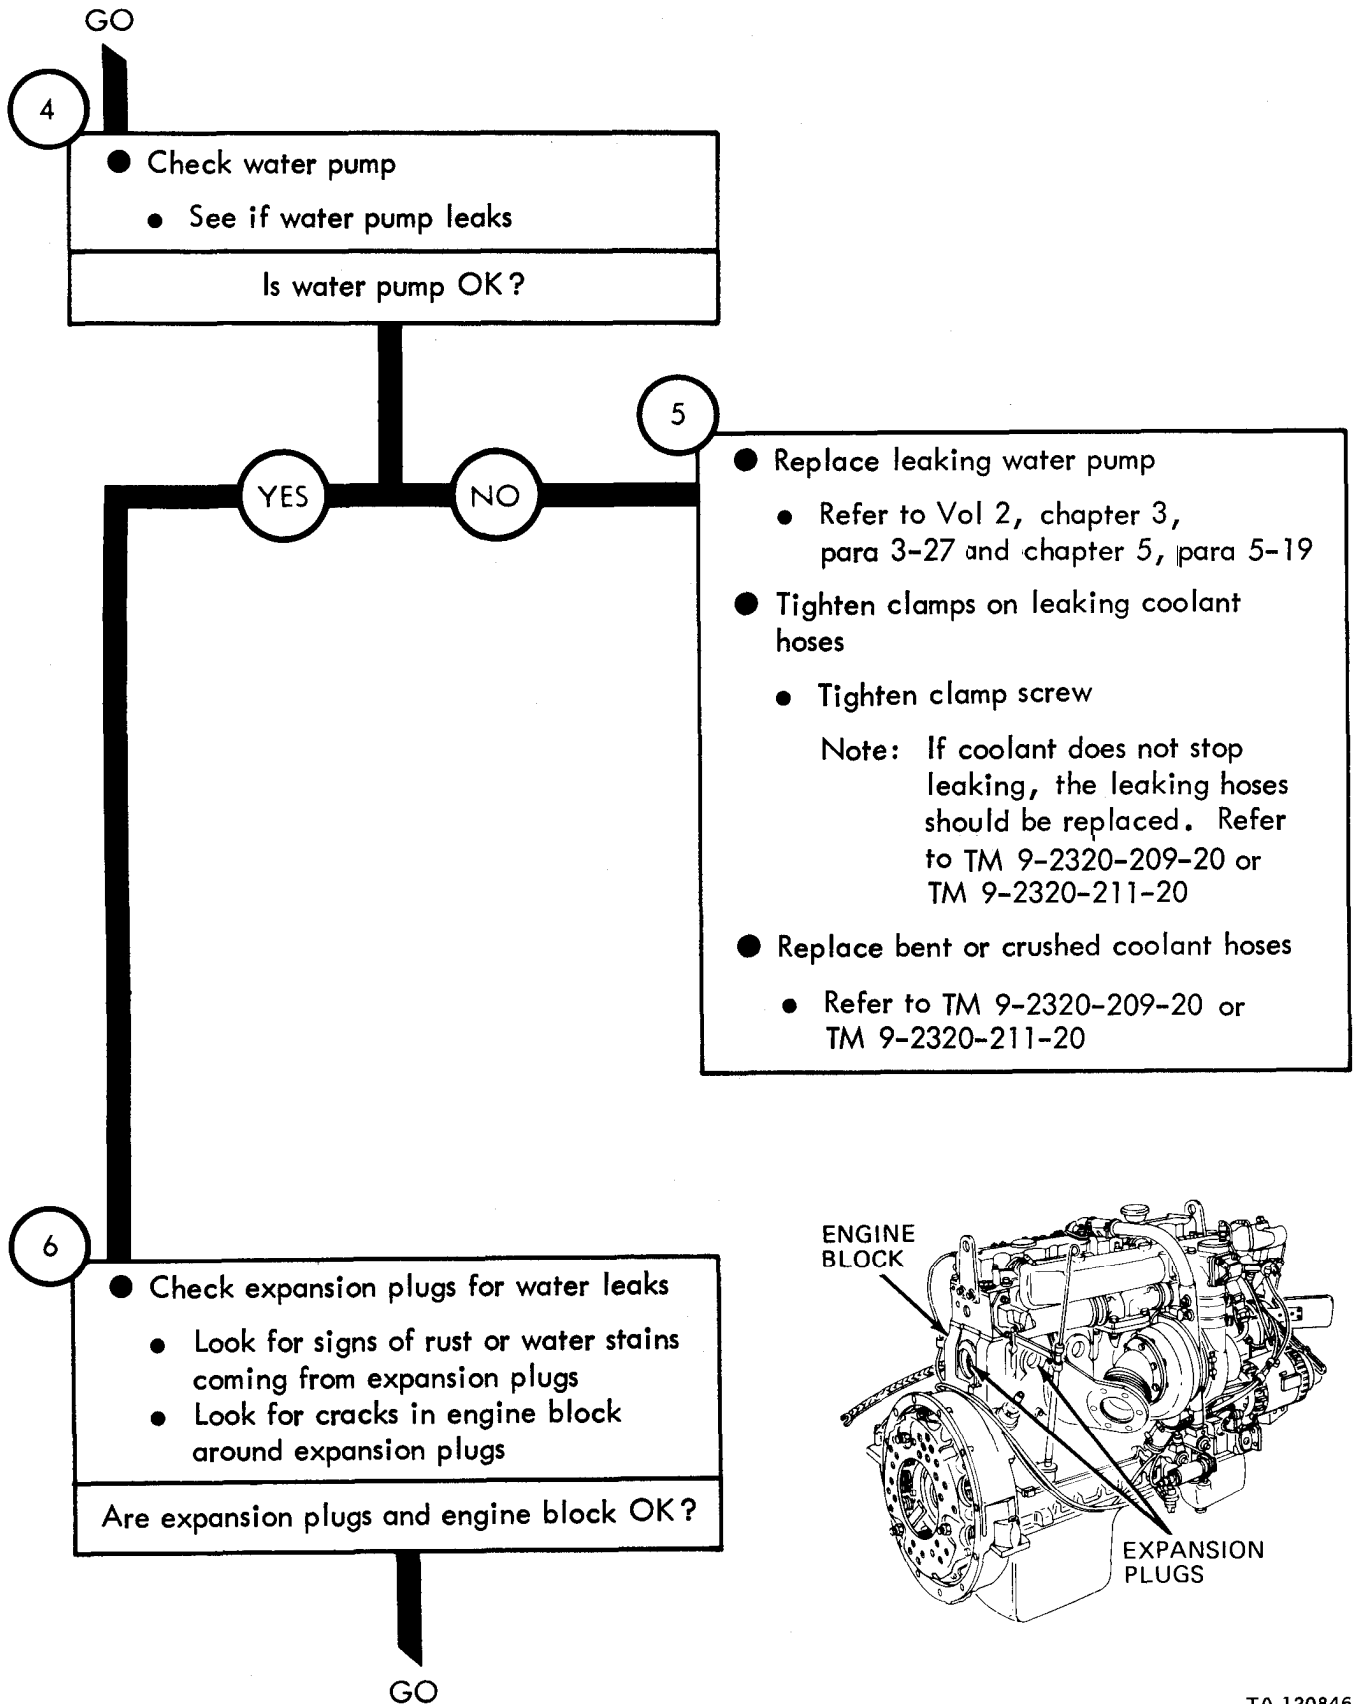 GO
4
● Check water pump
● See if water pump leaks
Is water pump OK?
YES
NO
5
● Replace leaking water pump
● Refer to Vol 2, chapter 3,
para 3-27 and chapter 5, para 5-19
● Tighten clamps on leaking coolant
hoses
● Tighten clamp screw
Note: If coolant does not stop
leaking, the leaking hoses
should be replaced. Refer
to TM 9-2320-209-20 or
TM 9-2320-211-20
● Replace bent or crushed coolant hoses
● Refer to TM 9-2320-209-20 or
TM 9-2320-211-20
6
● Check expansion plugs for water leaks
● Look for signs of rust or water stains
coming from expansion plugs
● Look for cracks in engine block
around expansion plugs
Are expansion plugs and engine block OK?
GO
ENGINE
BLOCK
EXPANSION
PLUGS
TA 120846